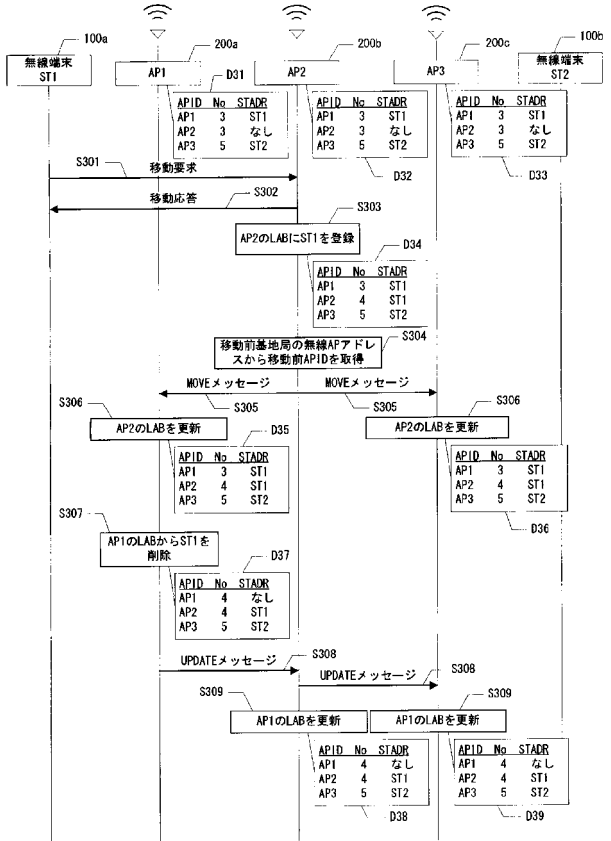 100a
200a
200b
200c
100b
無線端末
ST1
AP1
AP2
AP3
無線端末
ST2
D31
APID No STADR
AP1 3 ST1
AP2 3 なし
AP3 5 ST2
APID No STADR
AP1 3 ST1
AP2 3 なし
AP3 5 ST2
D32
APID No STADR
AP1 3 ST1
AP2 3 なし
AP3 5 ST2
D33
S301
移動要求
移動応答
S302
S303
AP2のLABにST1を登録
D34
APID No STADR
AP1 3 ST1
AP2 4 ST1
AP3 5 ST2
S304
移動前基地局の無線APアドレ
スから移動前APIDを取得
MOVEメッセージ
MOVEメッセージ
S305
S305
S306
AP2のLABを更新
S306
AP2のLABを更新
D35
APID No STADR
AP1 3 ST1
AP2 4 ST1
AP3 5 ST2
APID No STADR
AP1 3 ST1
AP2 4 ST1
AP3 5 ST2
D36
S307
AP1のLABからST1を
削除
D37
APID No STADR
AP1 4 なし
AP2 4 ST1
AP3 5 ST2
UPDATEメッセージ
S308
UPDATEメッセージ
S308
S309
AP1のLABを更新
S309
AP1のLABを更新
APID No STADR
AP1 4 なし
AP2 4 ST1
AP3 5 ST2
D38
APID No STADR
AP1 4 なし
AP2 4 ST1
AP3 5 ST2
D39